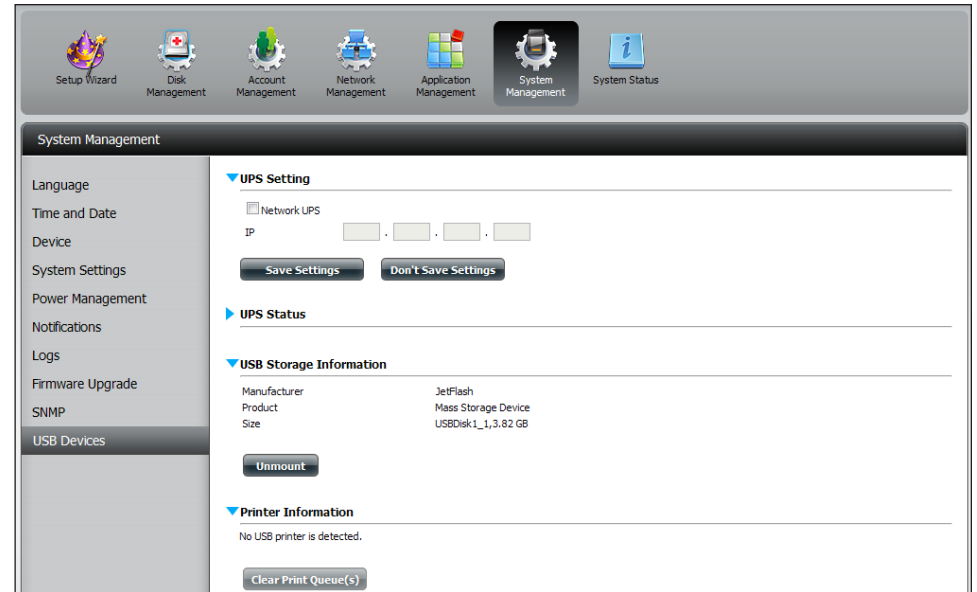 Setup Wizard
Disk
Management
Account
Management
Network
Management
Application
Management
System
Management
System Status
System Management
Language
Time and Date
Device
System Settings
Power Management
Notifications
Logs
Firmware Upgrade
SNMP
USB Devices
UPS Setting
Network UPS
IP . . .
Save Settings Don't Save Settings
UPS Status
USB Storage Information
Manufacturer JetFlash
Product Mass Storage Device
Size USBDisk1_1,3.82 GB
Unmount
Printer Information
No USB printer is detected.
Clear Print Queue(s)